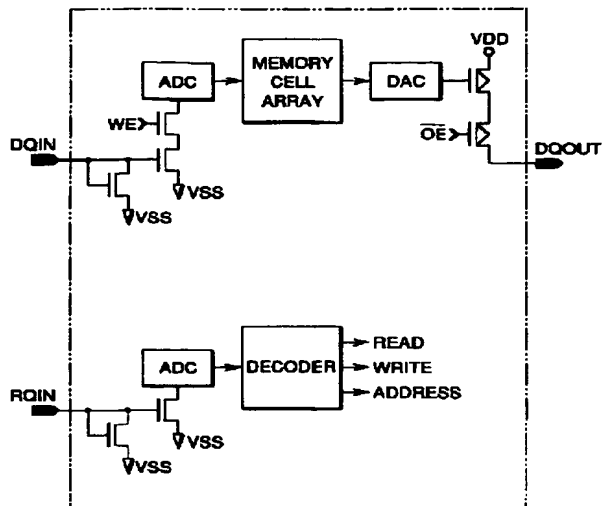 VDD
ADC
MEMORY
CELL
ARRAY
DAC
WE
OE
DQIN
DQOUT
VSS
VSS
READ
ADC
DECODER
WRITE
ADDRESS
RQIN
VSS
VSS